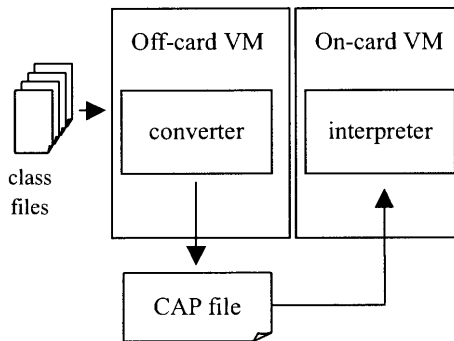 Off-card VM
On-card VM
converter
interpreter
class
files
CAP file